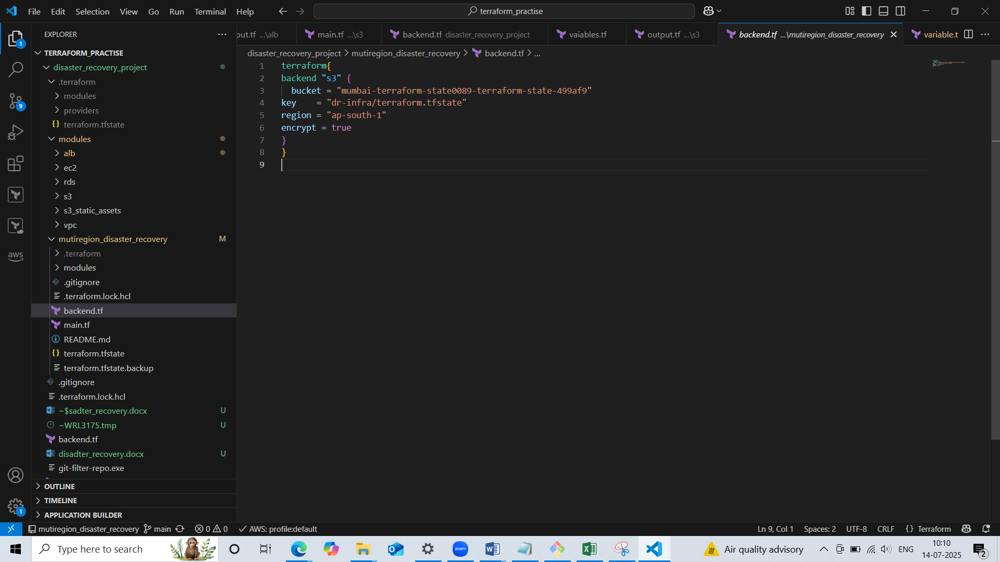 File Edit Selection View Go Run Terminal Help
terraform_practise
EXPLORER
put.tf ...\alb
main.tf ...\s3
backend.tf disaster_recovery_project
vaiables.tf
output.tf ...\s3
backend.tf ...\mutiregion_disaster_recovery
variable.t
1
TERRAFORM_PRACTISE
disaster_recovery_project
.terraform
modules
providers
terraform.tfstate
modules
alb
ec2
rds
s3
s3_static_assets
vpc
mutiregion_disaster_recovery M
.terraform
modules
.gitignore
.terraform.lock.hcl
backend.tf
main.tf
README.md
terraform.tfstate
terraform.tfstate.backup
.gitignore
.terraform.lock.hcl
~$sadter_recovery.docx U
~WRL3175.tmp U
backend.tf
disadter_recovery.docx U
git-filter-repo.exe
OUTLINE
TIMELINE
APPLICATION BUILDER
9
aws
1
disaster_recovery_project > mutiregion_disaster_recovery > backend.tf > ...
1 terraform{
2 backend "s3" {
3 bucket = "mumbai-terraform-state0089-terraform-state-499af9"
4 key = "dr-infra/terraform.tfstate"
5 region = "ap-south-1"
6 encrypt = true
7 }
8 }
9
mutiregion_disaster_recovery main 0 0 AWS: profile:default
Ln 9, Col 1 Spaces: 2 UTF-8 CRLF {} Terraform
Type here to search
zoom
Air quality advisory
ENG
10:10
14-07-2025
2